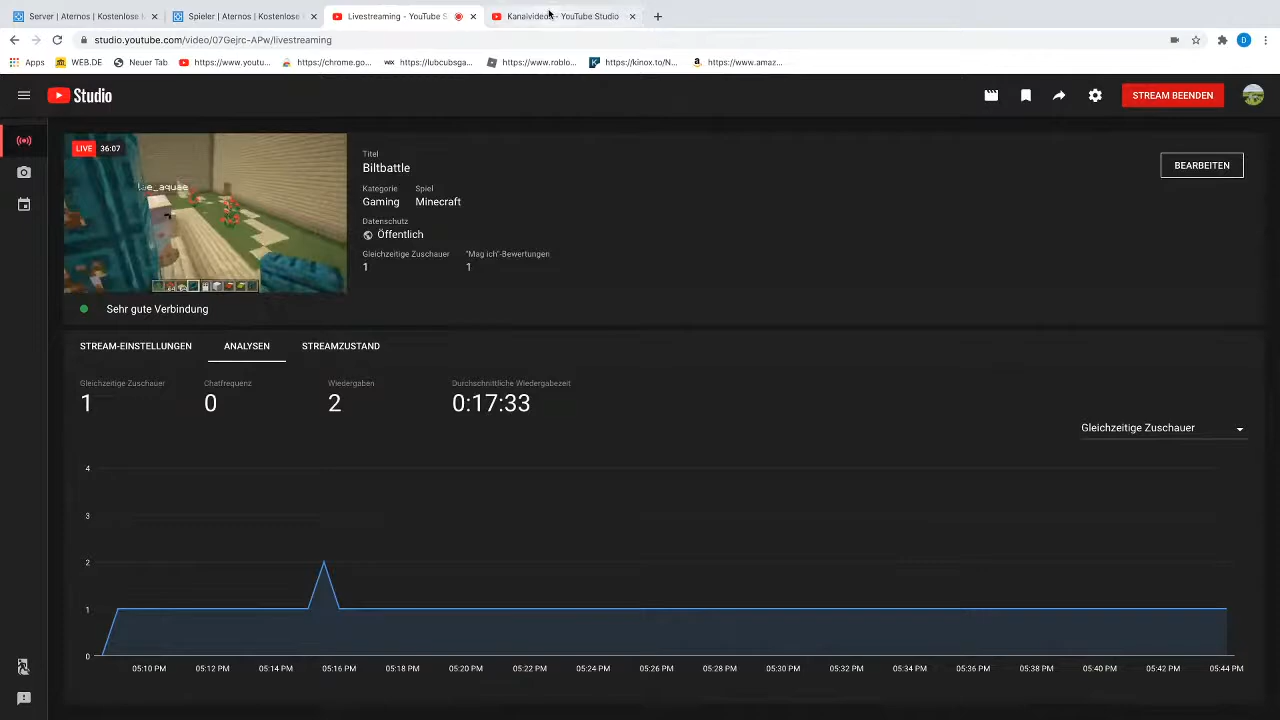 Server | Aternos | Kostenlose M
Spieler | Aternos | Kostenlose
Livestreaming - YouTube S
Kanalvideos - YouTube Studio
studio.youtube.com/video/07Gejrc-APw/livestreaming
Apps
WEB.DE
Neuer Tab
https://www.youtu...
https://chrome.go...
https://lubcubsga...
https://www.roblo...
https://kinox.to/N...
https://www.amaz...
Studio
STREAM BEENDEN
LIVE 36:07
Titel
Biltbattle
BEARBEITEN
Kategorie
Spiel
Gaming
Minecraft
Datenschutz
Öffentlich
Gleichzeitige Zuschauer
"Mag ich"-Bewertungen
1
1
Sehr gute Verbindung
STREAM-EINSTELLUNGEN
ANALYSEN
STREAMZUSTAND
Gleichzeitige Zuschauer
Chatfrequenz
Wiedergaben
Durchschnittliche Wiedergabezeit
1
0
2
0:17:33
Gleichzeitige Zuschauer
4
3
2
1
0
05:10 PM 05:12 PM 05:14 PM 05:16 PM 05:18 PM 05:20 PM 05:22 PM 05:24 PM 05:26 PM 05:28 PM 05:30 PM 05:32 PM 05:34 PM 05:36 PM 05:38 PM 05:40 PM 05:42 PM 05:44 PM